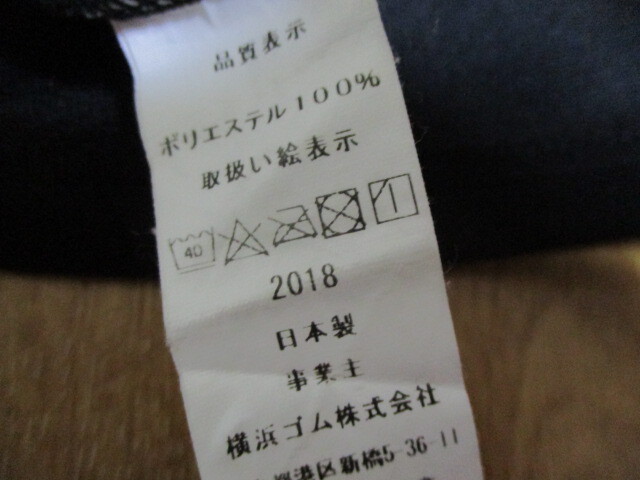 品質表示
ポリエステル100%
取扱い絵表示
40
2018
日本製
事業主
横浜ゴム株式会社
港区新橋5-36-11